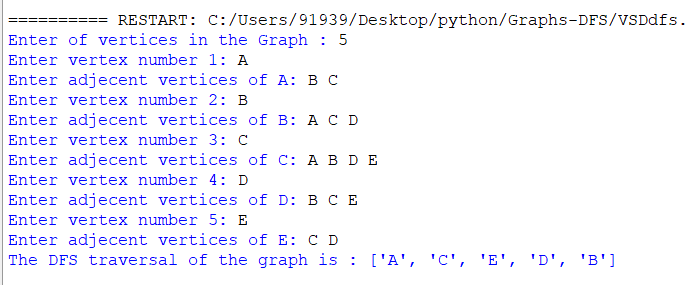 ========== RESTART: C:/Users/91939/Desktop/python/Graphs-DFS/VSDdfs.
Enter of vertices in the Graph : 5
Enter vertex number 1: A
Enter adjecent vertices of A: B C
Enter vertex number 2: B
Enter adjecent vertices of B: A C D
Enter vertex number 3: C
Enter adjecent vertices of C: A B D E
Enter vertex number 4: D
Enter adjecent vertices of D: B C E
Enter vertex number 5: E
Enter adjecent vertices of E: C D
The DFS traversal of the graph is : ['A', 'C', 'E', 'D', 'B']